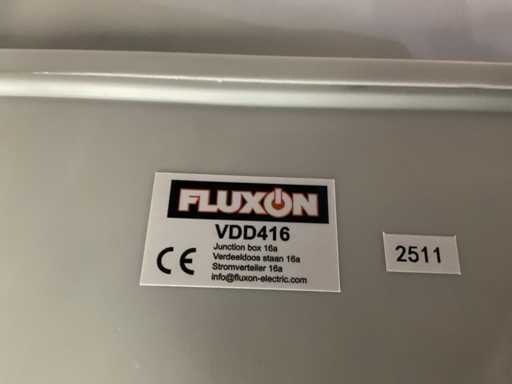 FLUXON
VDD416
Junction box 16a
Verdeeldoos staan 16a
Stromverteiler 16a
info@fluxon-electric.com
CE
2511